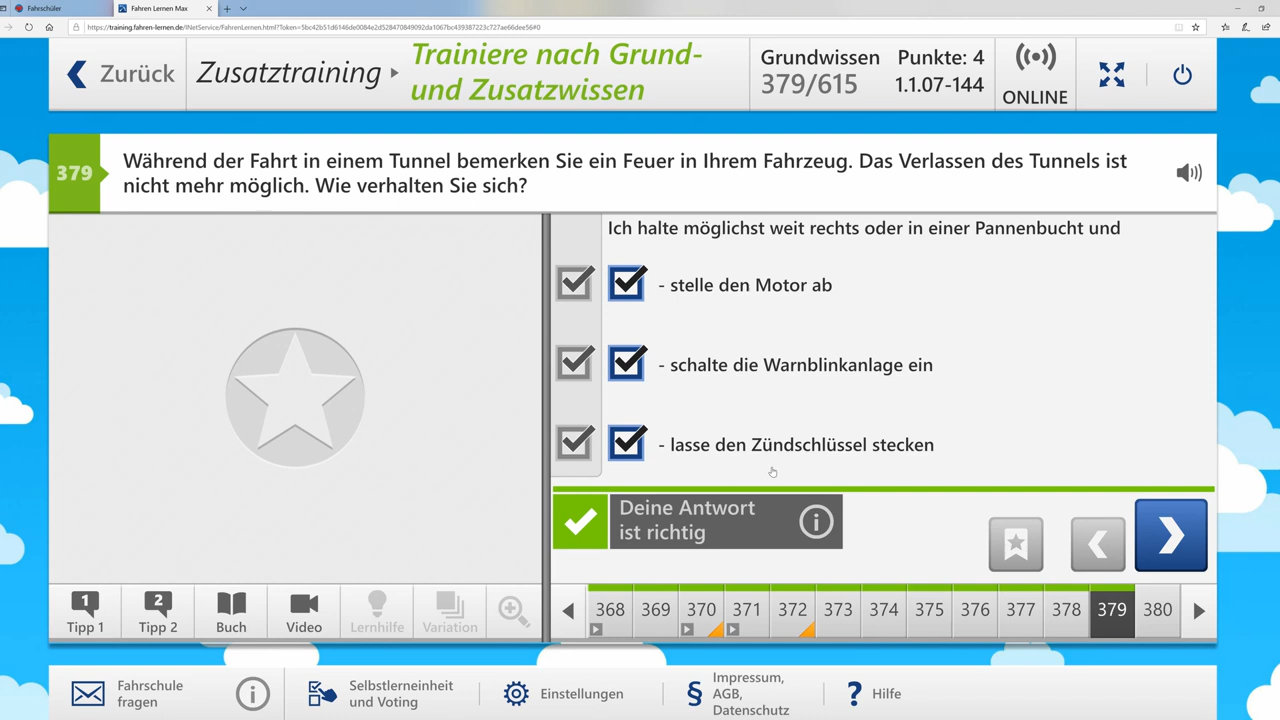 Fahrschüler
Fahren Lernen Max
https://training.fahren-lernen.de/INetService/FahrenLernen.html?Token=5bc42b51d6146de0084e2d528470849092da1067bc439387223c727ae66dee56#0
Zurück
Zusatztraining
Trainiere nach Grund-
und Zusatzwissen
Grundwissen
379/615
Punkte: 4
1.1.07-144
ONLINE
379
Während der Fahrt in einem Tunnel bemerken Sie ein Feuer in Ihrem Fahrzeug. Das Verlassen des Tunnels ist
nicht mehr möglich. Wie verhalten Sie sich?
Ich halte möglichst weit rechts oder in einer Pannenbucht und
- stelle den Motor ab
- schalte die Warnblinkanlage ein
- lasse den Zündschlüssel stecken
Deine Antwort
ist richtig
1 2
Tipp 1 Tipp 2 Buch Video Lernhilfe Variation
368 369 370 371 372 373 374 375 376 377 378 379 380
Fahrschule
fragen
Selbstlerneinheit
und Voting
Einstellungen
§ Impressum,
AGB,
Datenschutz
? Hilfe